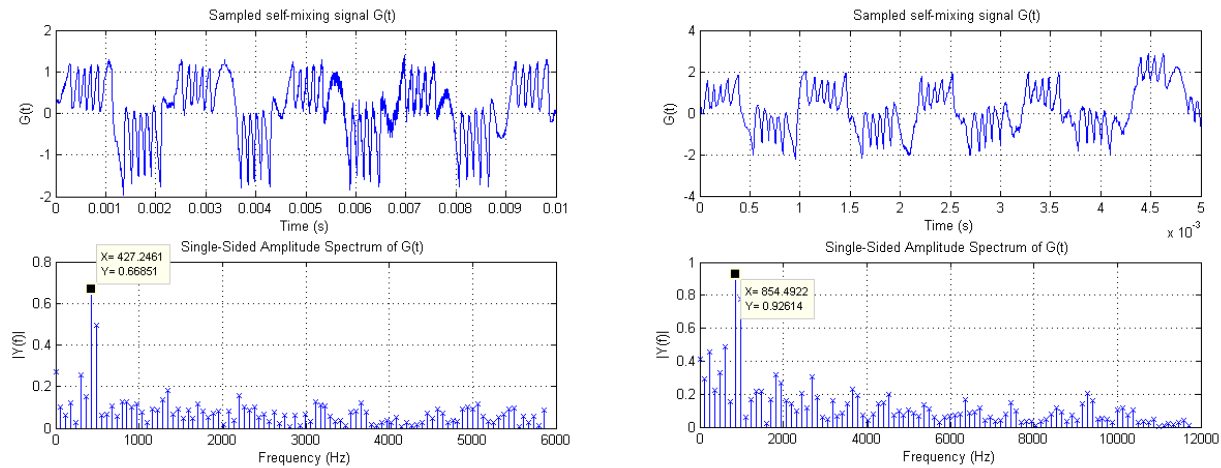 Sampled self-mixing signal G(t)
2
1
0
-1
-2
G(t)
0 0.001 0.002 0.003 0.004 0.005 0.006 0.007 0.008 0.009 0.01
Time (s)
Single-Sided Amplitude Spectrum of G(t)
X= 427.2461
Y= 0.66851
0.8
0.6
0.4
0.2
0
|Y(f)|
0 1000 2000 3000 4000 5000 6000
Frequency (Hz)
Sampled self-mixing signal G(t)
4
2
0
-2
-4
G(t)
0 0.5 1 1.5 2 2.5 3 3.5 4 4.5 5
Time (s)
x 10⁻³
Single-Sided Amplitude Spectrum of G(t)
X= 854.4922
Y= 0.92614
1
0.8
0.6
0.4
0.2
0
|Y(f)|
0 2000 4000 6000 8000 10000 12000
Frequency (Hz)